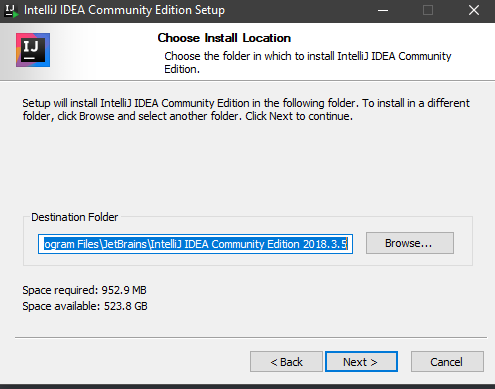 IntelliJ IDEA Community Edition Setup
IJ
Choose Install Location
Choose the folder in which to install IntelliJ IDEA Community
Edition.
Setup will install IntelliJ IDEA Community Edition in the following folder. To install in a different
folder, click Browse and select another folder. Click Next to continue.
Destination Folder
ogram Files\JetBrains\IntelliJ IDEA Community Edition 2018.3.5
Browse...
Space required: 952.9 MB
Space available: 523.8 GB
< Back
Next >
Cancel